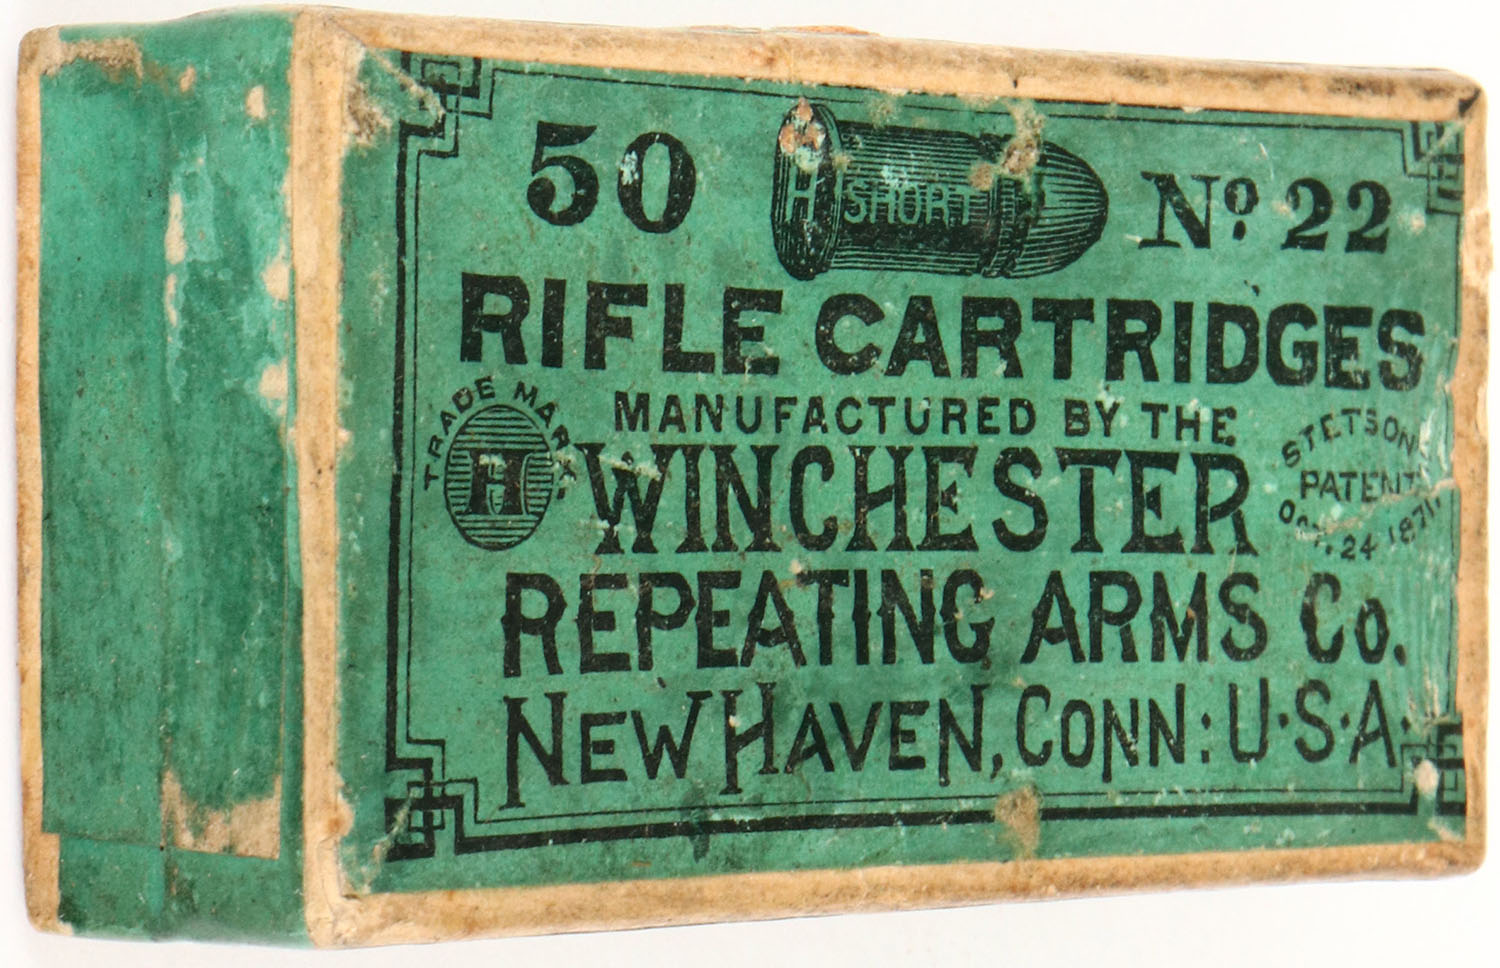 50
H SHORT
No 22
RIFLE CARTRIDGES
MANUFACTURED BY THE
TRADE MARK.
H
WINCHESTER
STETSON
PATENT
OCT. 24 1871.
REPEATING ARMS Co.
NEW HAVEN, CONN: U·S·A·